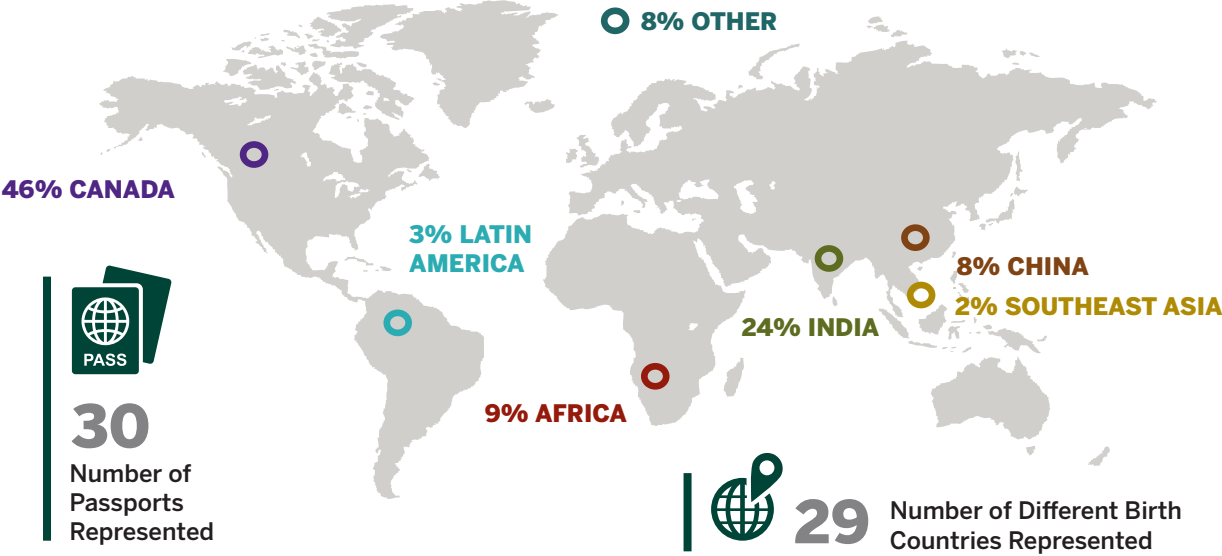 8% OTHER
46% CANADA
3% LATIN
AMERICA
8% CHINA
2% SOUTHEAST ASIA
24% INDIA
9% AFRICA
PASS
30
Number of
Passports
Represented
29
Number of Different Birth
Countries Represented